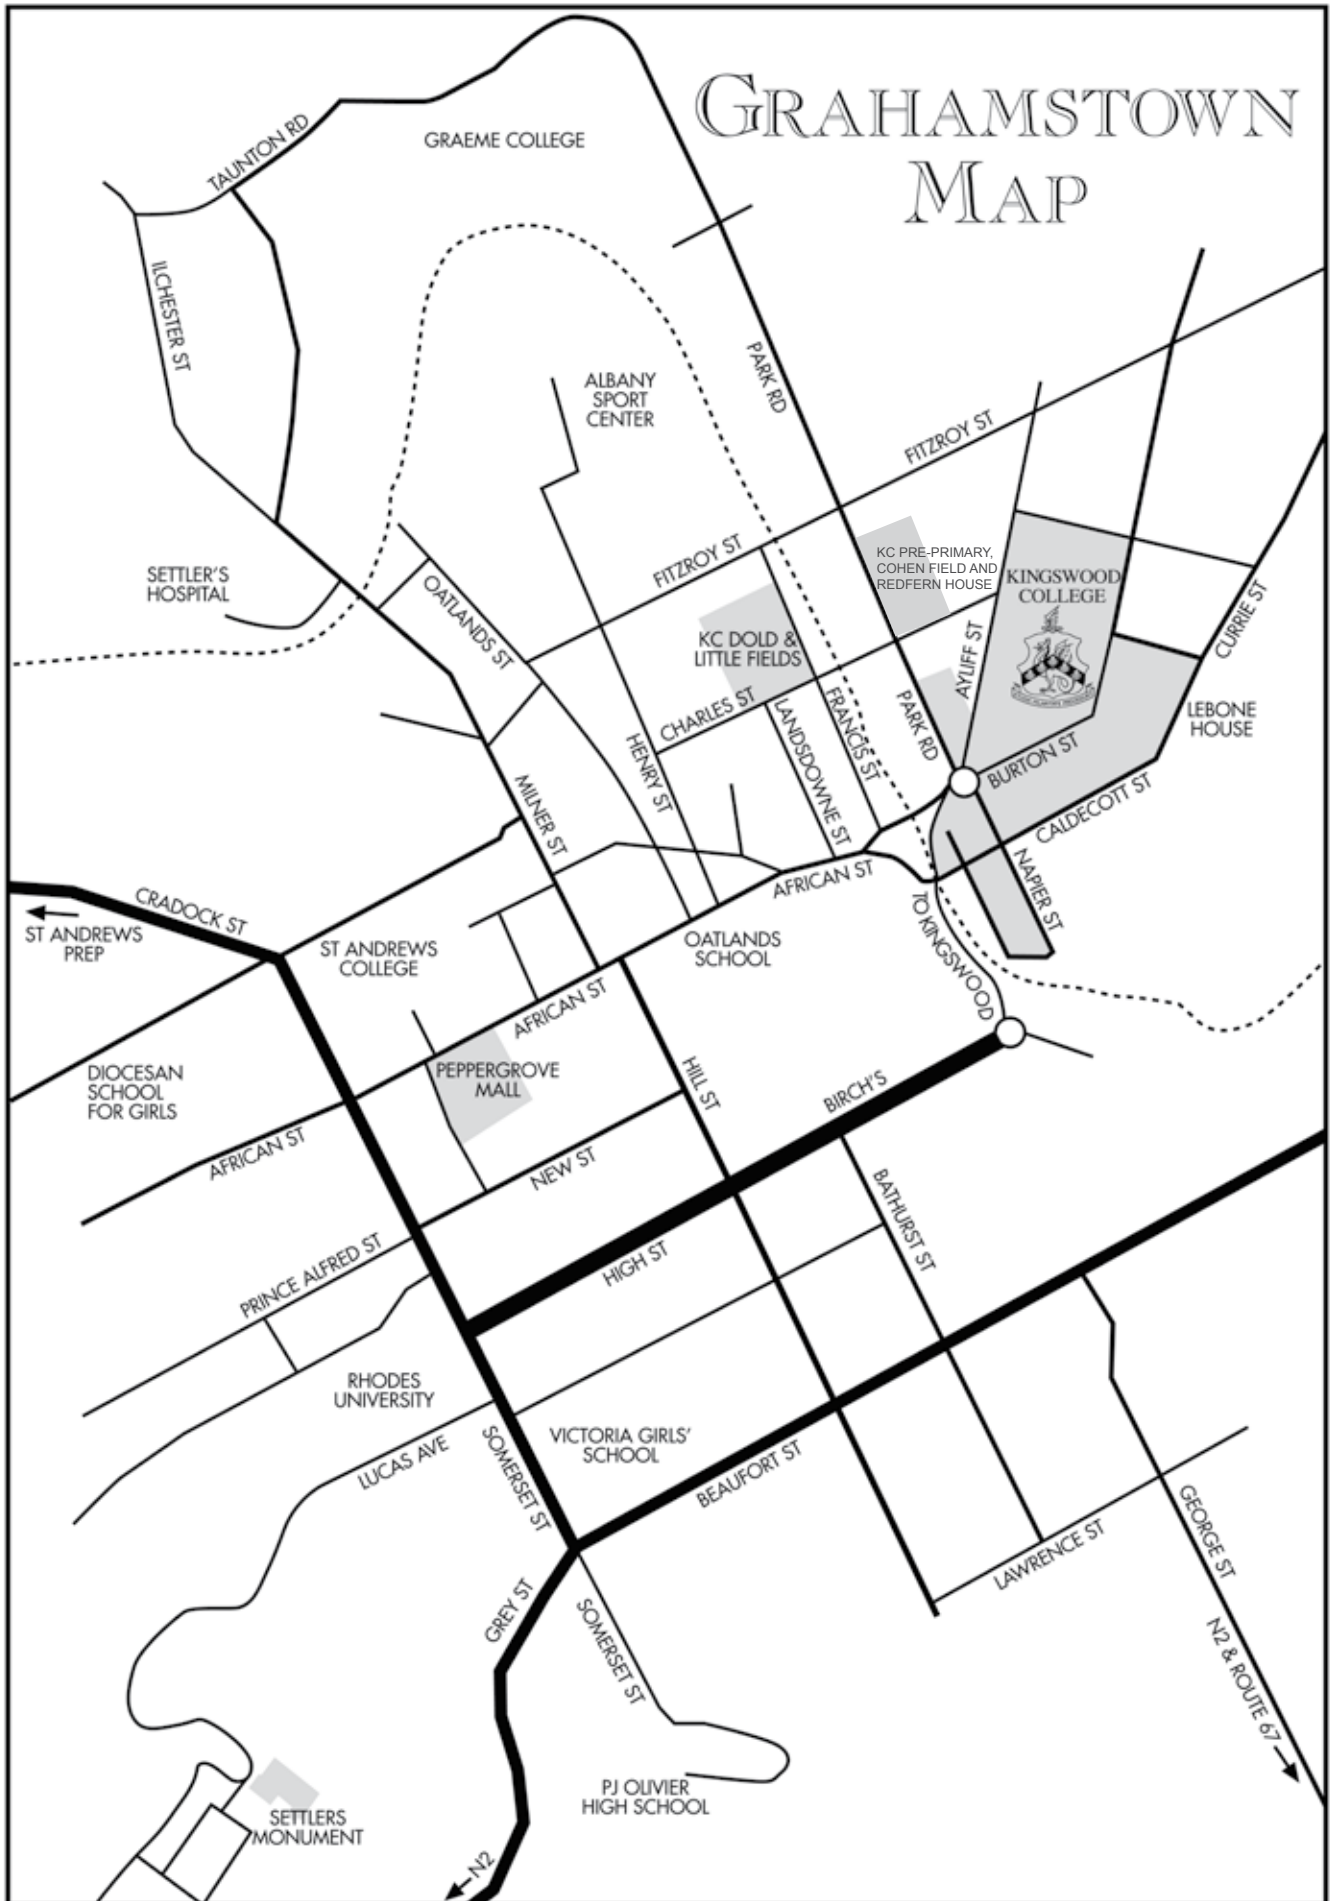 GRAHAMSTOWN
MAP
TAUNTON RD
GRAEME COLLEGE
ILCHESTER ST
PARK RD
ALBANY
SPORT
CENTER
FITZROY ST
FITZROY ST
KC PRE-PRIMARY,
COHEN FIELD AND
REDFERN HOUSE
KINGSWOOD
COLLEGE
SETTLER'S
HOSPITAL
OATLANDS ST
KC DOLD &
LITTLE FIELDS
AYLIFF ST
CURRIE ST
CHARLES ST
LANDSDOWNE ST
FRANCIS ST
PARK RD
LEBONE
HOUSE
HENRY ST
BURTON ST
MILNER ST
CALDECOTT ST
NAPIER ST
AFRICAN ST
CRADOCK ST
ST ANDREWS
PREP
ST ANDREWS
COLLEGE
OATLANDS
SCHOOL
TO KINGSWOOD
AFRICAN ST
DIOCESAN
SCHOOL
FOR GIRLS
PEPPERGROVE
MALL
HILL ST
BIRCH'S
AFRICAN ST
NEW ST
BATHURST ST
PRINCE ALFRED ST
HIGH ST
RHODES
UNIVERSITY
LUCAS AVE
SOMERSET ST
VICTORIA GIRLS'
SCHOOL
BEAUFORT ST
GEORGE ST
LAWRENCE ST
GREY ST
SOMERSET ST
N2 & ROUTE 67
PJ OLIVIER
HIGH SCHOOL
SETTLERS
MONUMENT
N2